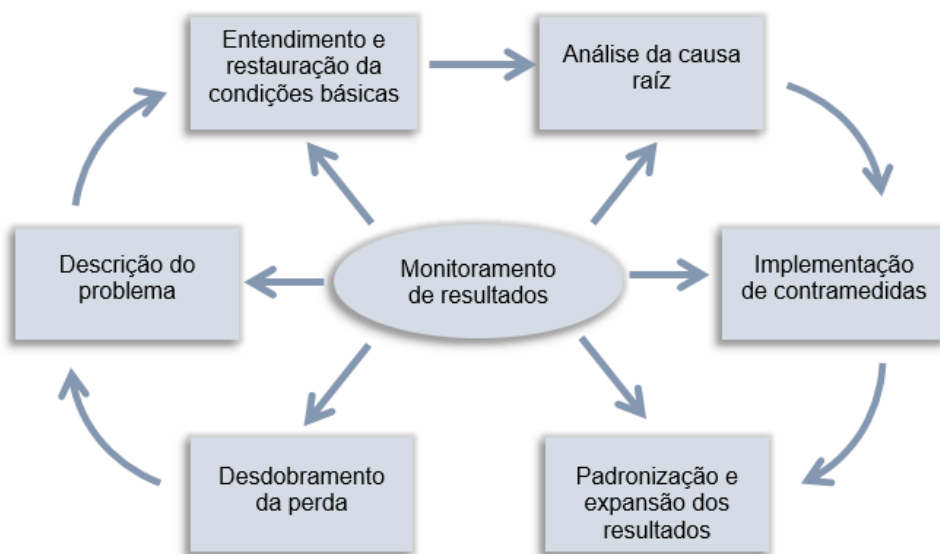 Entendimento e
restauração da
condições básicas
Análise da causa
raíz
Descrição do
problema
Monitoramento
de resultados
Implementação
de contramedidas
Desdobramento
da perda
Padronização e
expansão dos
resultados